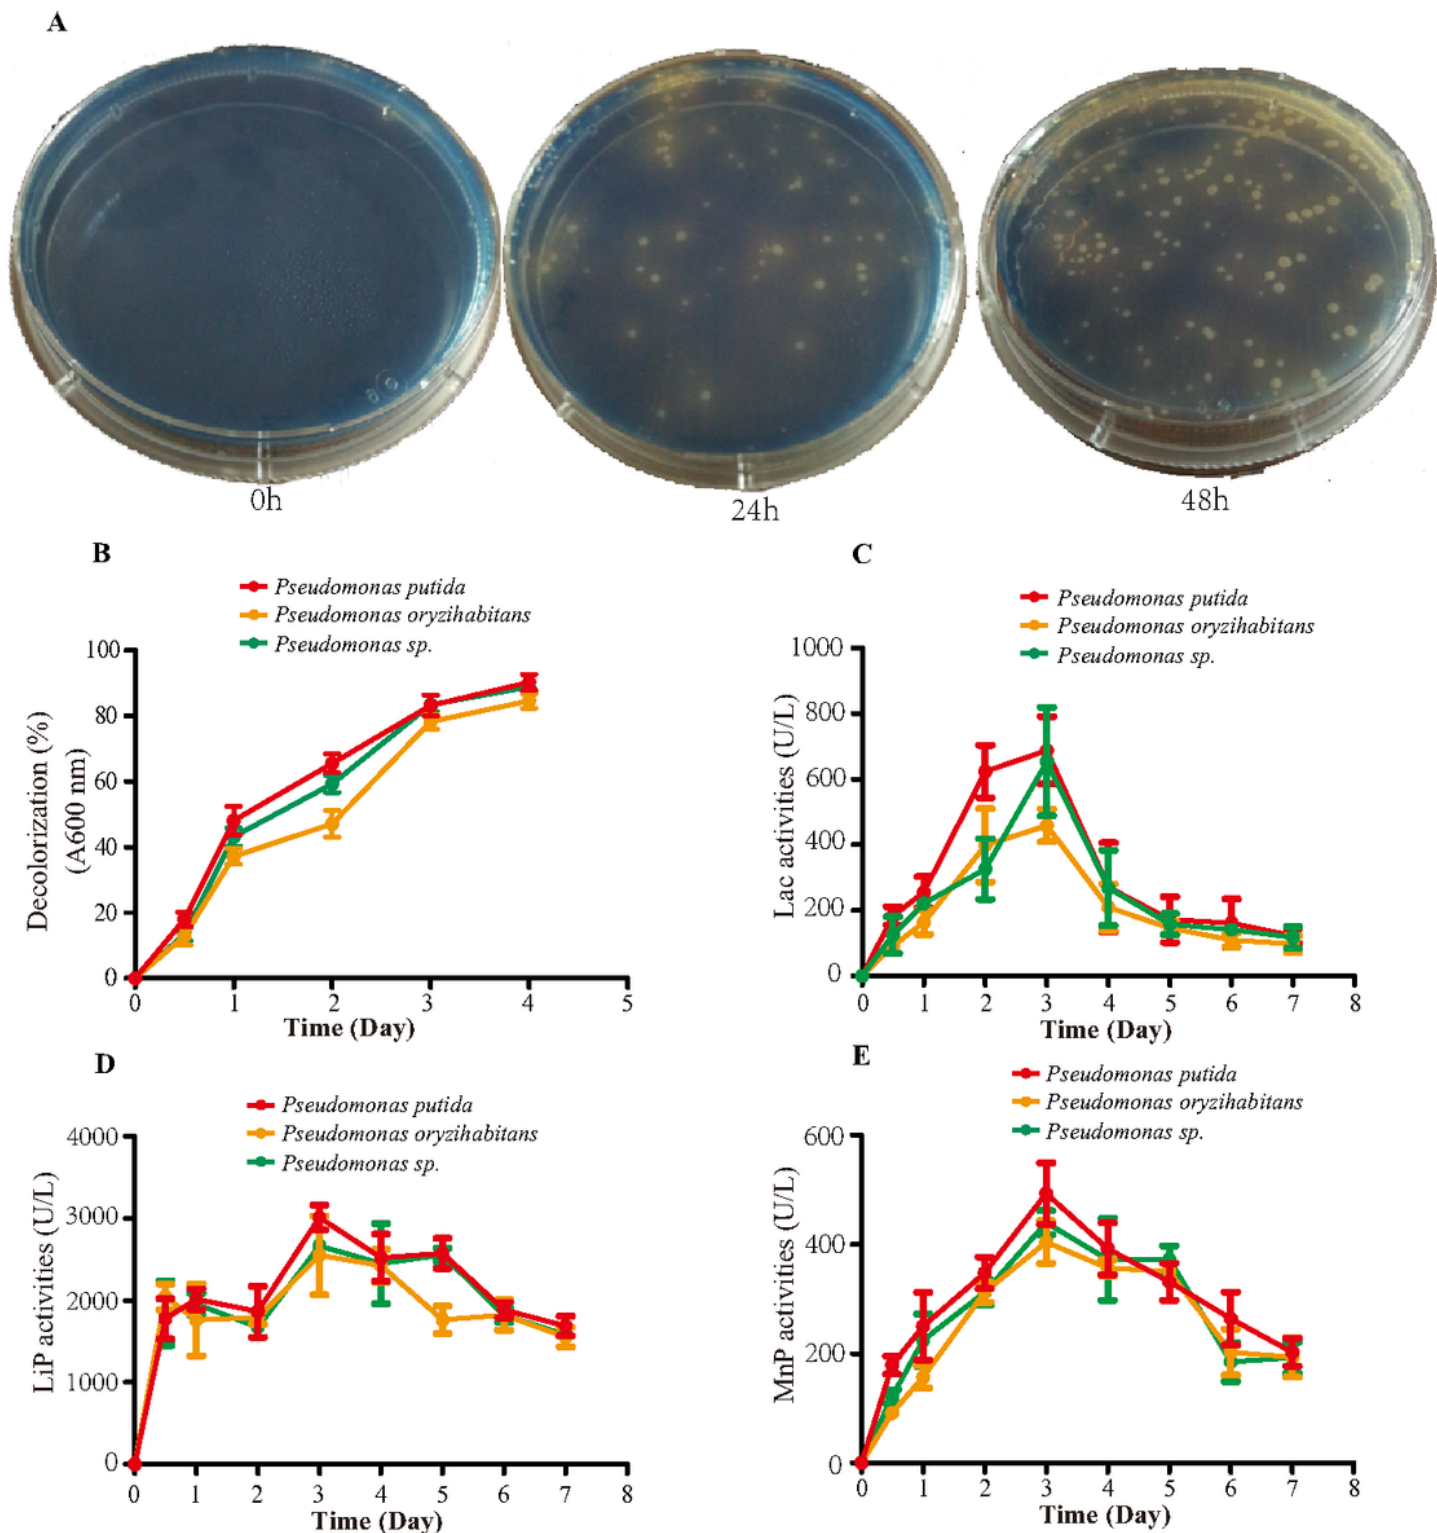 A
0h
24h
48h
B
Pseudomonas putida
Pseudomonas oryzihabitans
Pseudomonas sp.
100
80
60
40
20
0
Decolorization (%)
(A600 nm)
0 1 2 3 4 5
Time (Day)
C
Pseudomonas putida
Pseudomonas oryzihabitans
Pseudomonas sp.
1000
800
600
400
200
0
Lac activities (U/L)
0 1 2 3 4 5 6 7 8
Time (Day)
D
Pseudomonas putida
Pseudomonas oryzihabitans
Pseudomonas sp.
4000
3000
2000
1000
0
LiP activities (U/L)
0 1 2 3 4 5 6 7 8
Time (Day)
E
Pseudomonas putida
Pseudomonas oryzihabitans
Pseudomonas sp.
600
400
200
0
MnP activities (U/L)
0 1 2 3 4 5 6 7 8
Time (Day)